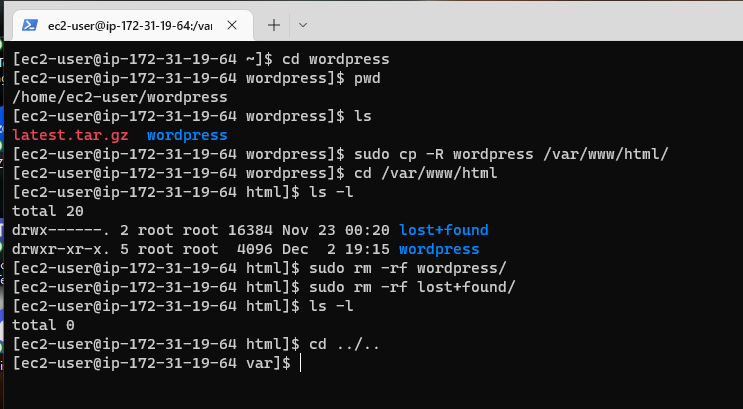 ec2-user@ip-172-31-19-64:/var
[ec2-user@ip-172-31-19-64 ~]$ cd wordpress
[ec2-user@ip-172-31-19-64 wordpress]$ pwd
/home/ec2-user/wordpress
[ec2-user@ip-172-31-19-64 wordpress]$ ls
latest.tar.gz  wordpress
[ec2-user@ip-172-31-19-64 wordpress]$ sudo cp -R wordpress /var/www/html/
[ec2-user@ip-172-31-19-64 wordpress]$ cd /var/www/html
[ec2-user@ip-172-31-19-64 html]$ ls -l
total 20
drwx------. 2 root root 16384 Nov 23 00:20 lost+found
drwxr-xr-x. 5 root root  4096 Dec  2 19:15 wordpress
[ec2-user@ip-172-31-19-64 html]$ sudo rm -rf wordpress/
[ec2-user@ip-172-31-19-64 html]$ sudo rm -rf lost+found/
[ec2-user@ip-172-31-19-64 html]$ ls -l
total 0
[ec2-user@ip-172-31-19-64 html]$ cd ../..
[ec2-user@ip-172-31-19-64 var]$